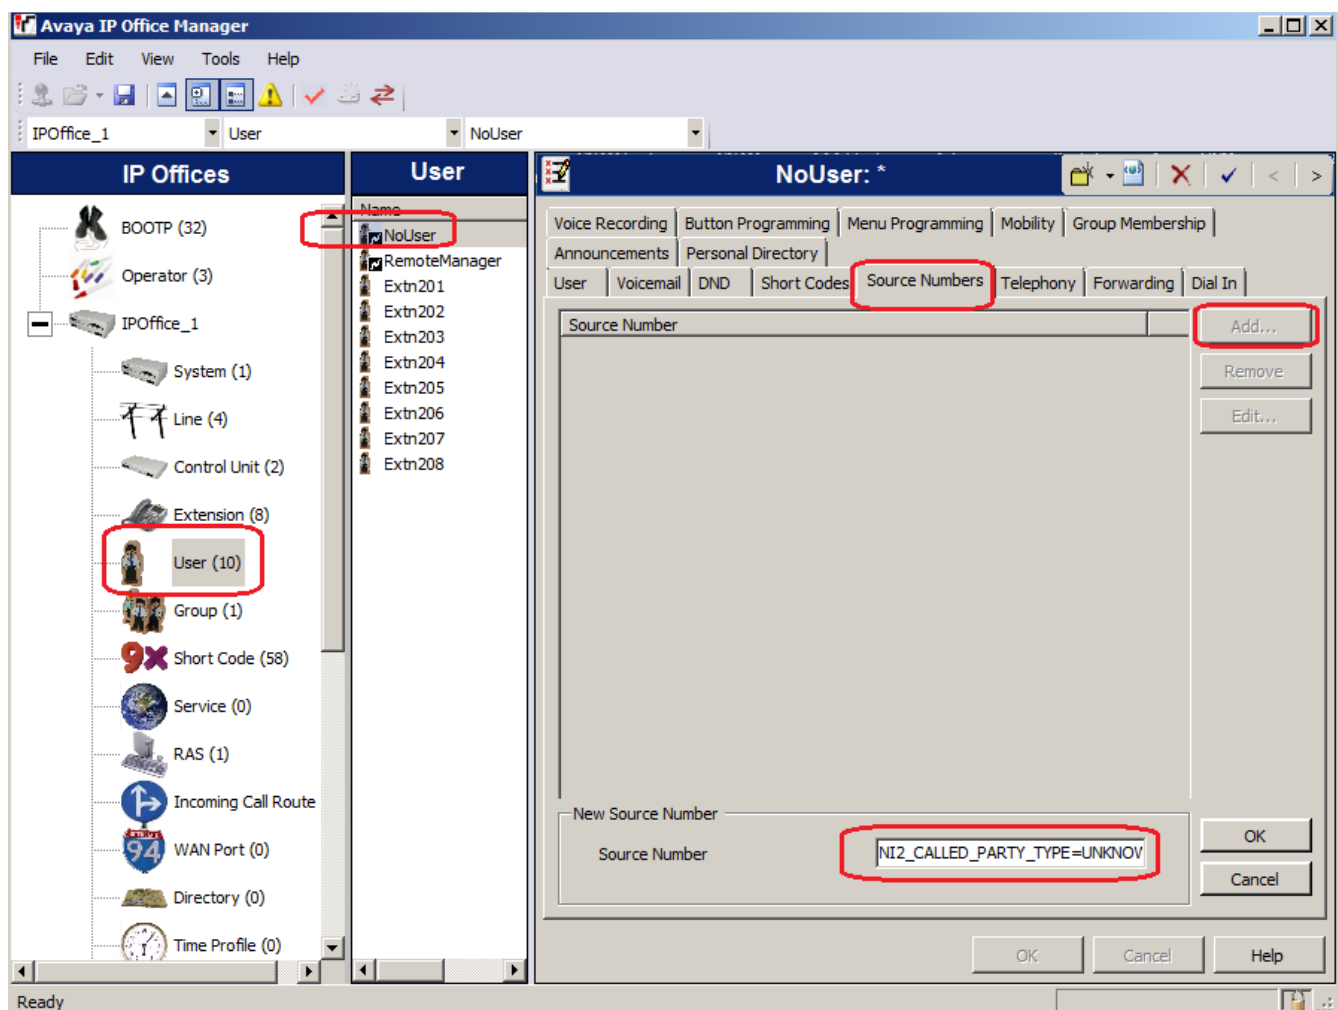 Avaya IP Office Manager
File Edit View Tools Help
IPOffice_1 User NoUser
IP Offices
BOOTP (32)
Operator (3)
IPOffice_1
System (1)
Line (4)
Control Unit (2)
Extension (8)
User (10)
Group (1)
Short Code (58)
Service (0)
RAS (1)
Incoming Call Route
WAN Port (0)
Directory (0)
Time Profile (0)
User
Name
NoUser
RemoteManager
Extn201
Extn202
Extn203
Extn204
Extn205
Extn206
Extn207
Extn208
NoUser: *
Voice Recording Button Programming Menu Programming Mobility Group Membership
Announcements Personal Directory
User Voicemail DND Short Codes Source Numbers Telephony Forwarding Dial In
Source Number
Add...
Remove
Edit...
New Source Number
Source Number NI2_CALLED_PARTY_TYPE=UNKNOW
OK
Cancel
OK Cancel Help
Ready